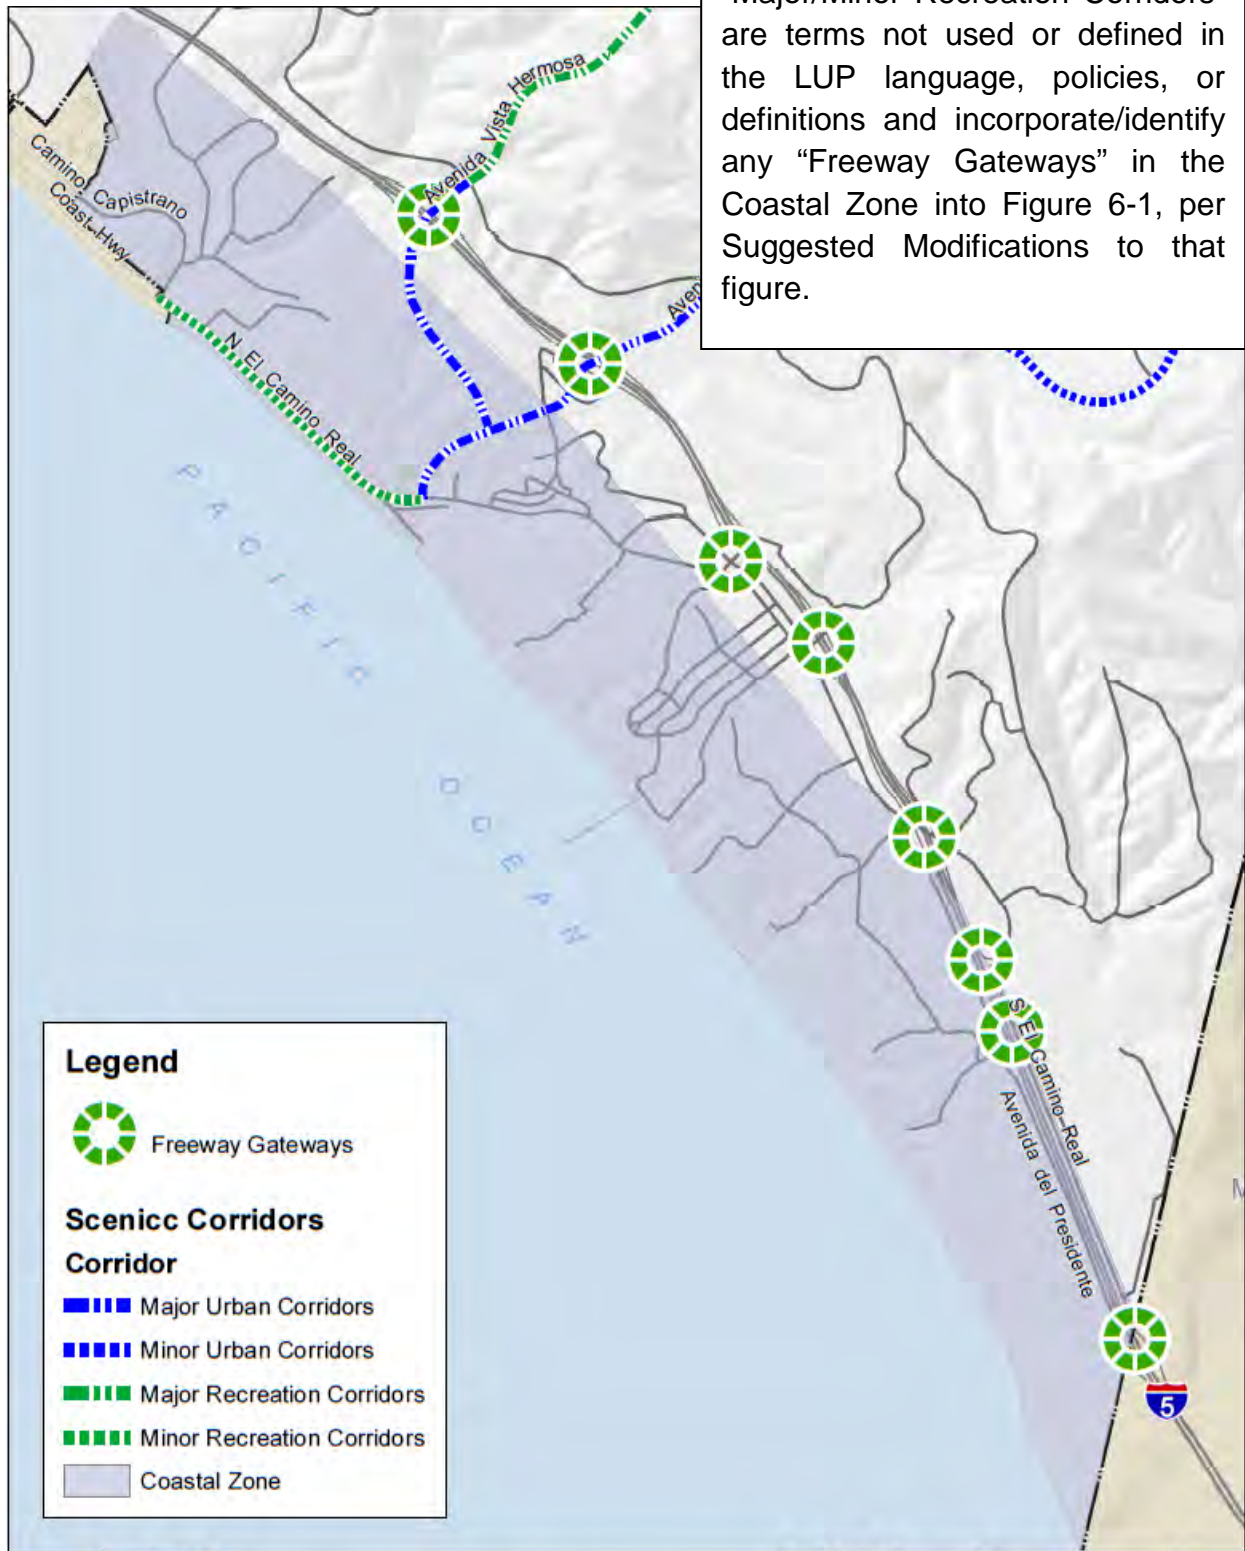 "Major/Minor Recreation Corridors"
are terms not used or defined in
the LUP language, policies, or
definitions and incorporate/identify
any “Freeway Gateways” in the
Coastal Zone into Figure 6-1, per
Suggested Modifications to that
figure.
Avenida Vista Hermosa
Camino Capistrano
Coast Hwy
N El Camino Real
PACIFIC
OCEAN
S El Camino Real
Avenida del Presidente
5
Legend
Freeway Gateways
Scenicc Corridors
Corridor
Major Urban Corridors
Minor Urban Corridors
Major Recreation Corridors
Minor Recreation Corridors
Coastal Zone